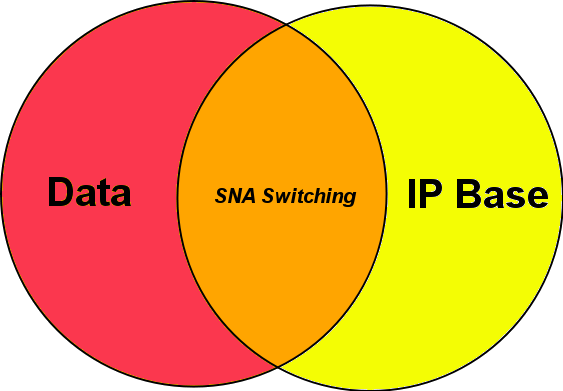 Data
SNA Switching
IP Base